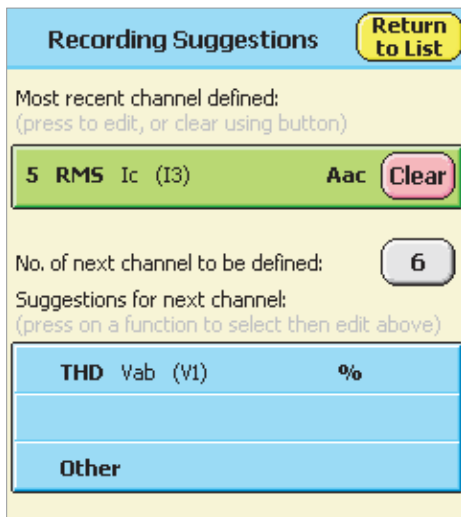 Recording Suggestions
Return
to List
Most recent channel defined:
(press to edit, or clear using button)
5 RMS Ic (I3) Aac Clear
No. of next channel to be defined: 6
Suggestions for next channel:
(press on a function to select then edit above)
THD Vab (V1) %
Other